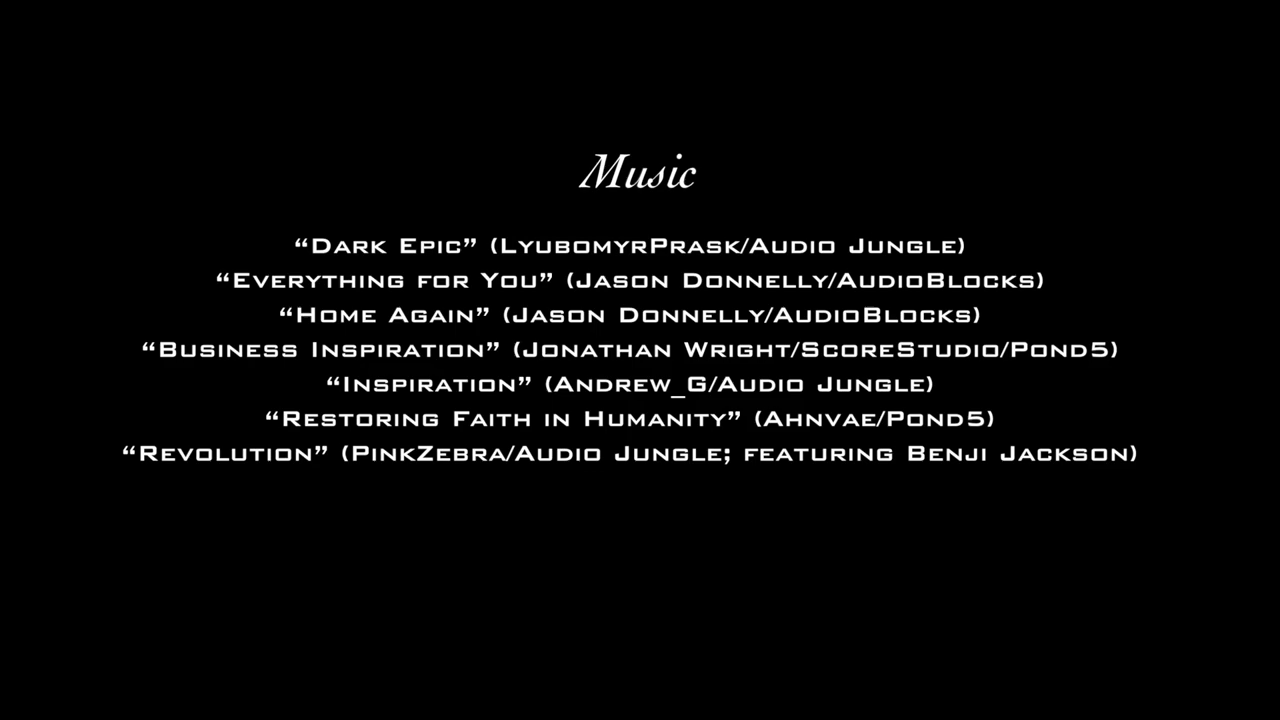 Music
“Dark Epic” (LyubomyrPrask/Audio Jungle)
“Everything for You” (Jason Donnelly/AudioBlocks)
“Home Again” (Jason Donnelly/AudioBlocks)
“Business Inspiration” (Jonathan Wright/ScoreStudio/Pond5)
“Inspiration” (Andrew_G/Audio Jungle)
“Restoring Faith in Humanity” (Ahnvae/Pond5)
“Revolution” (PinkZebra/Audio Jungle; featuring Benji Jackson)